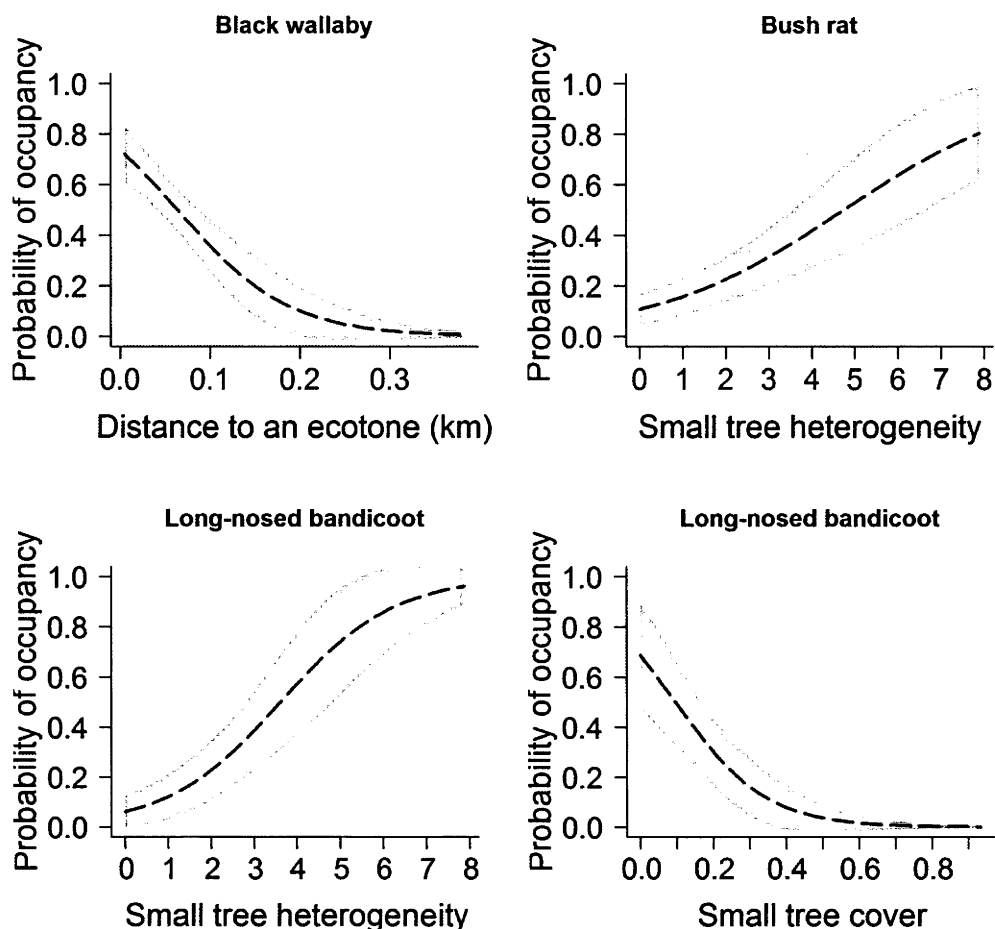 Black wallaby
Probability of occupancy
1.0
0.8
0.6
0.4
0.2
0.0
0.0 0.1 0.2 0.3
Distance to an ecotone (km)
Bush rat
Probability of occupancy
1.0
0.8
0.6
0.4
0.2
0.0
0 1 2 3 4 5 6 7 8
Small tree heterogeneity
Long-nosed bandicoot
Probability of occupancy
1.0
0.8
0.6
0.4
0.2
0.0
0 1 2 3 4 5 6 7 8
Small tree heterogeneity
Long-nosed bandicoot
Probability of occupancy
1.0
0.8
0.6
0.4
0.2
0.0
0.0 0.2 0.4 0.6 0.8
Small tree cover